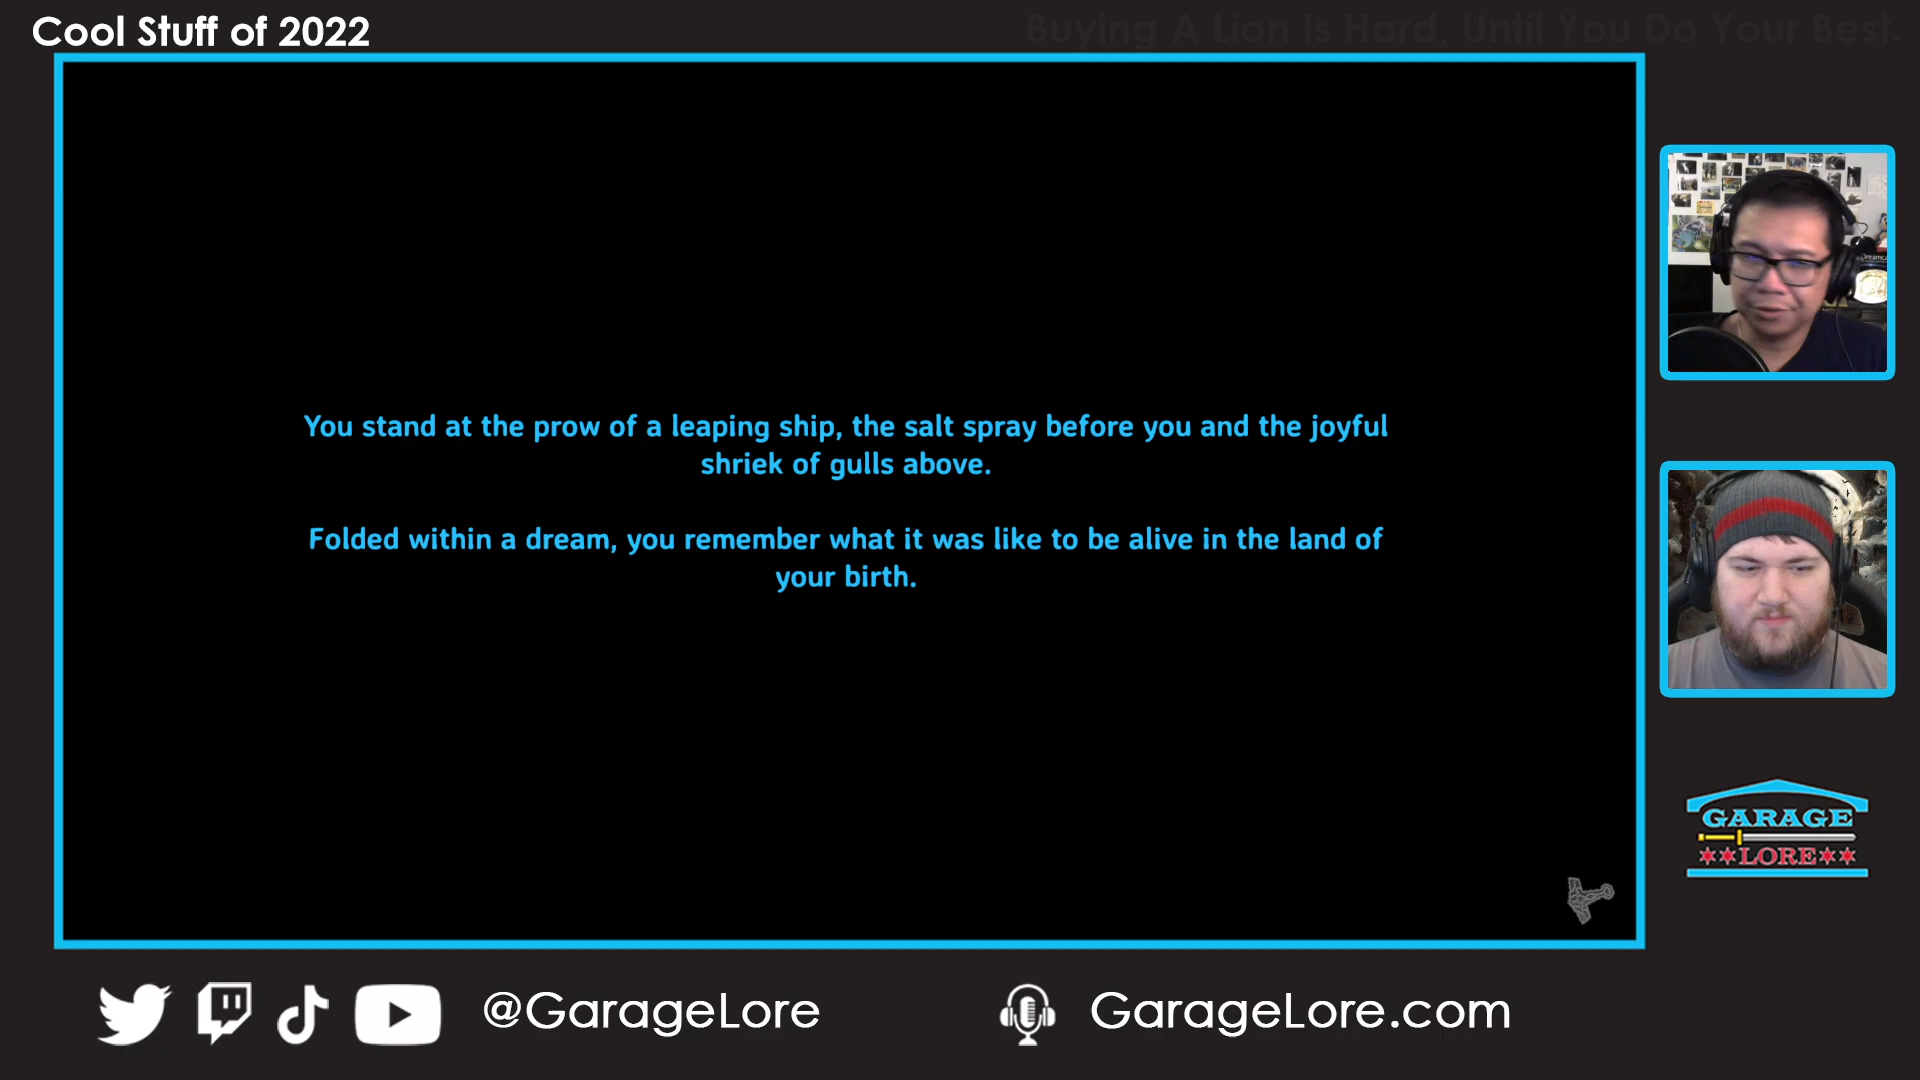 Cool Stuff of 2022
Buying A Lion Is Hard, Until You Do Your Best.
You stand at the prow of a leaping ship, the salt spray before you and the joyful
shriek of gulls above.
Folded within a dream, you remember what it was like to be alive in the land of
your birth.
GARAGE
LORE
@GarageLore
GarageLore.com